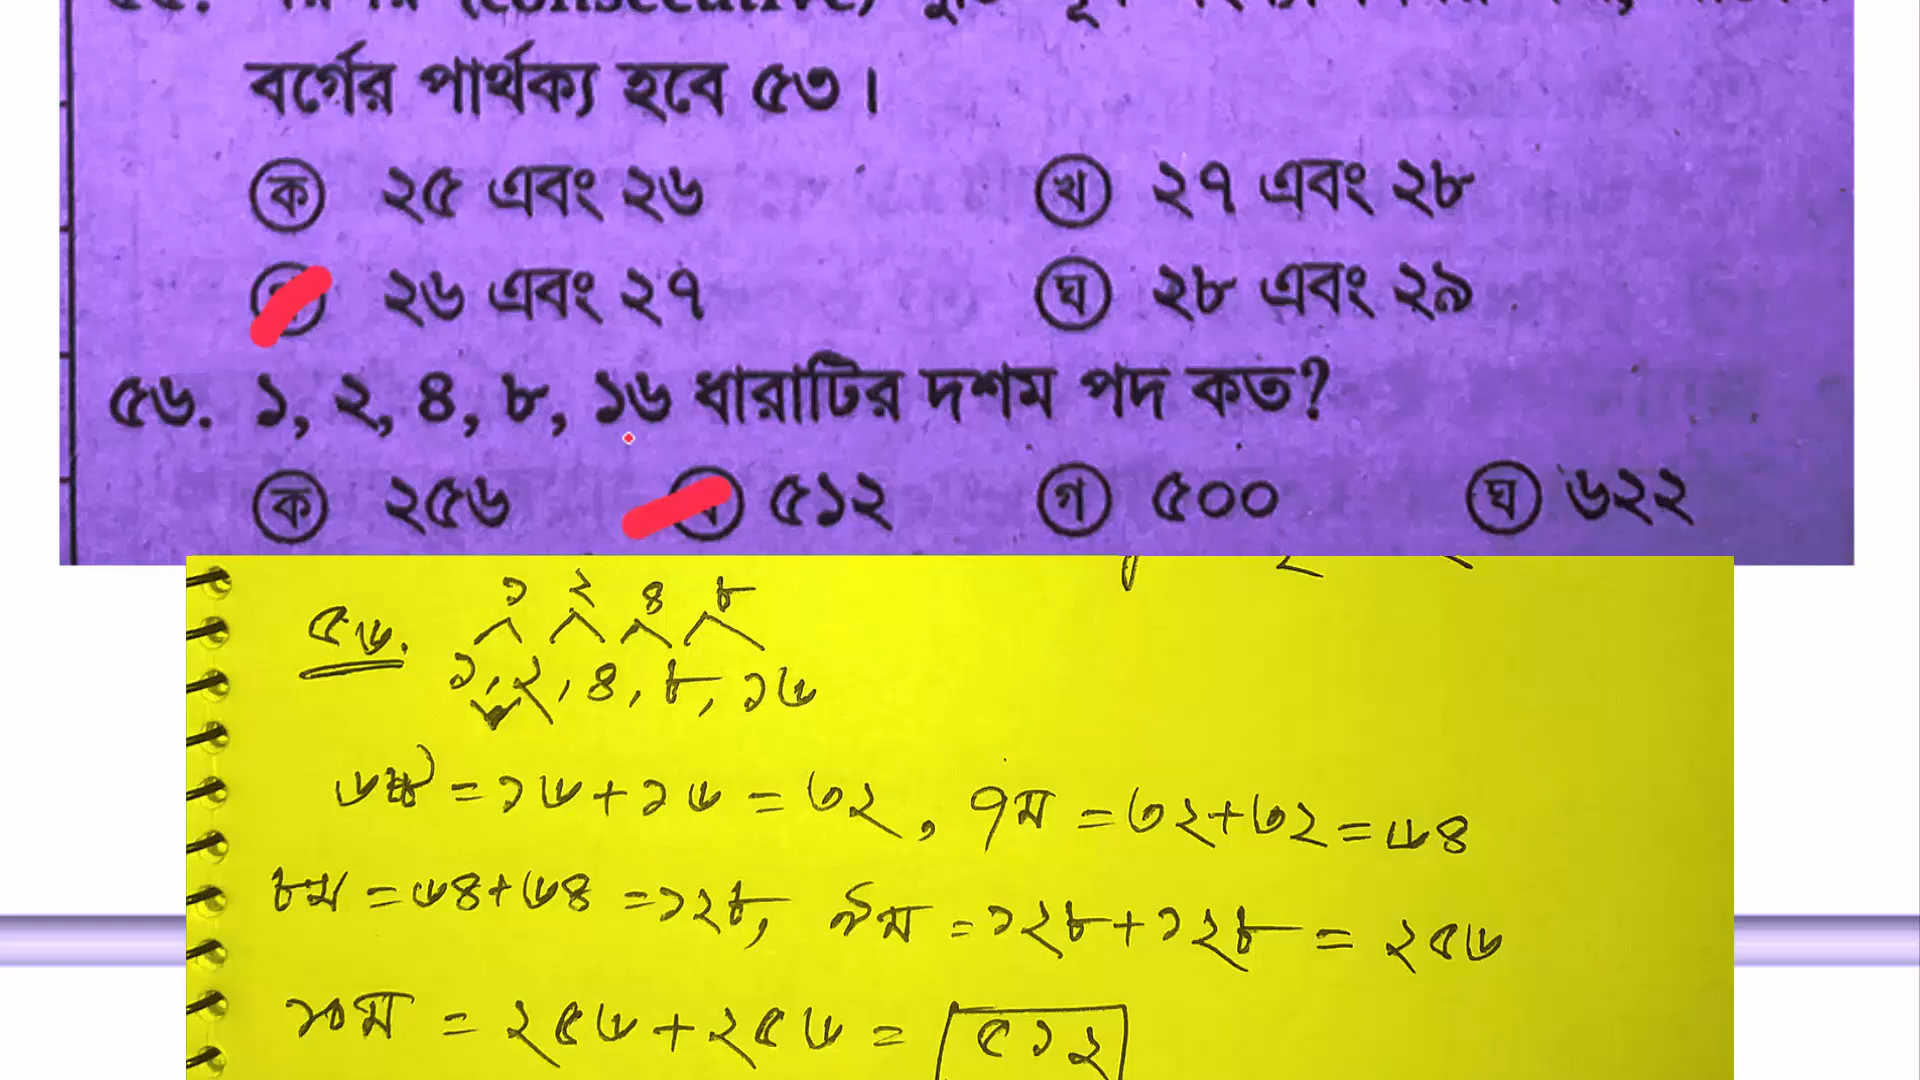 (consecutive)
বর্গের পার্থক্য হবে ৫৩।
ক ২৫ এবং ২৬ খ ২৭ এবং ২৮
২৬ এবং ২৭ ঘ ২৮ এবং ২৯
৫৬. ১, ২, ৪, ৮, ১৬ ধারাটির দশম পদ কত?
ক ২৫৬ ৫১২ গ ৫০০ ঘ ৬২২
১ ২ ৪ ৮
৫৬. ১, ২, ৪, ৮, ১৬
৬ষ্ঠ = ১৬ + ১৬ = ৩২, ৭ম = ৩২+৩২ = ৬৪
৮ম = ৬৪+৬৪ = ১২৮, ৯ম = ১২৮+১২৮ = ২৫৬
১০ম = ২৫৬ + ২৫৬ = ৫১২